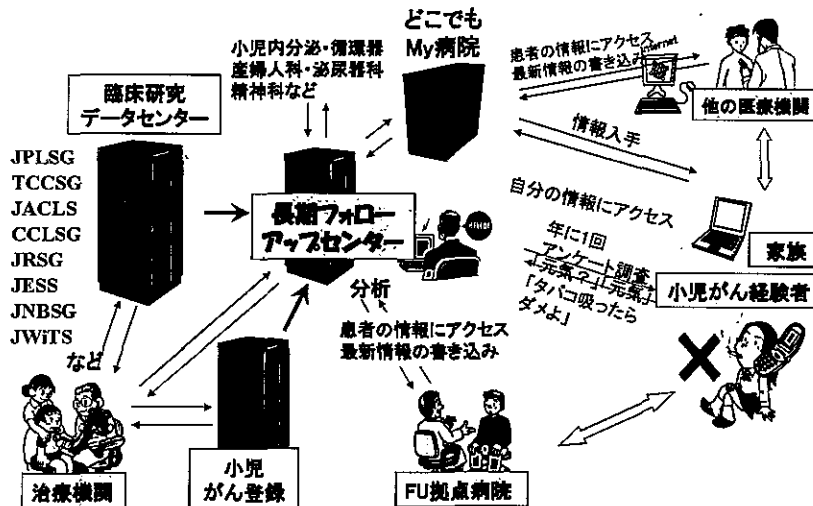 どこでも
My病院
小児内分泌・循環器
産婦人科・泌尿器科
精神科など
患者の情報にアクセス
最新情報の書き込み
Internet
他の医療機関
臨床研究
データセンター
JPLSG
TCCSG
JACLS
CCLSG
JRSG
JESS
JNBSG
JWiTS
など
長期フォロー
アップセンター
情報入手
自分の情報にアクセス
年に1回
アンケート調査
「元気?」「元気」
「タバコ吸ったら
ダメよ」
家族
小児がん経験者
分析
患者の情報にアクセス
最新情報の書き込み
治療機関
小児
がん登録
FU拠点病院